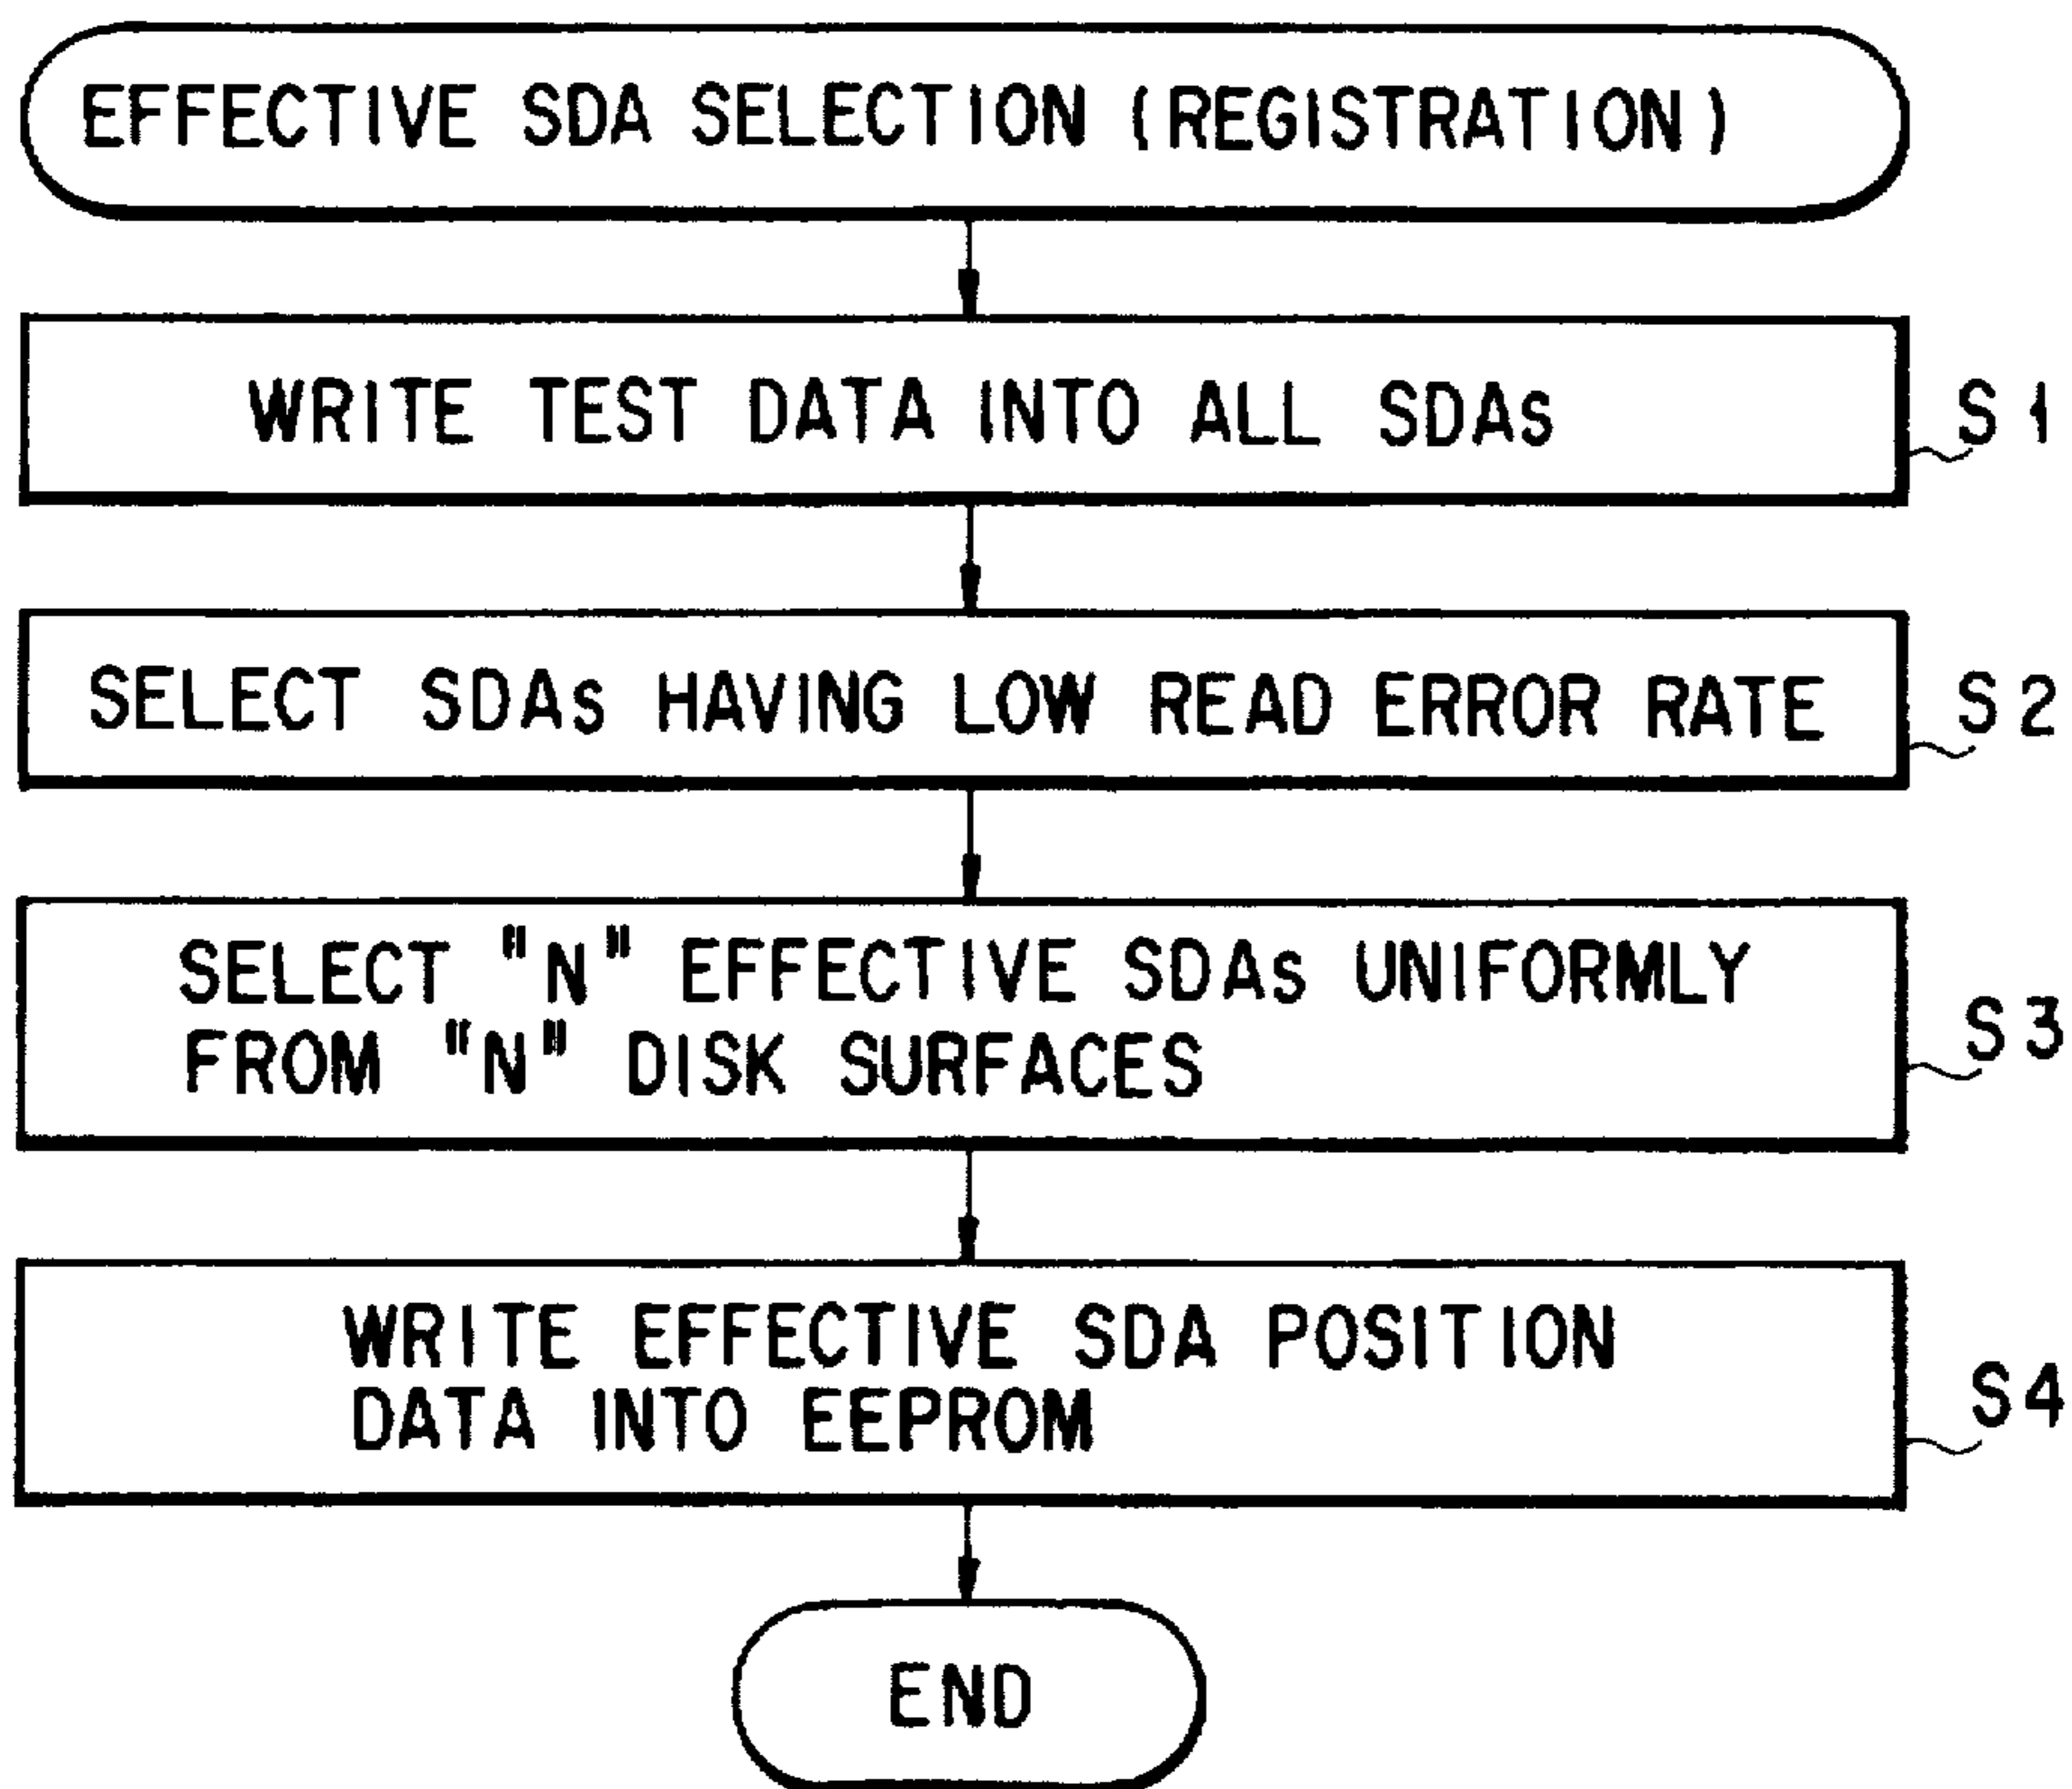 EFFECTIVE SDA SELECTION (REGISTRATION)
WRITE TEST DATA INTO ALL SDAs
S1
SELECT SDAs HAVING LOW READ ERROR RATE
S2
SELECT "N" EFFECTIVE SDAs UNIFORMLY
FROM "N" DISK SURFACES
S3
WRITE EFFECTIVE SDA POSITION
DATA INTO EEPROM
S4
END